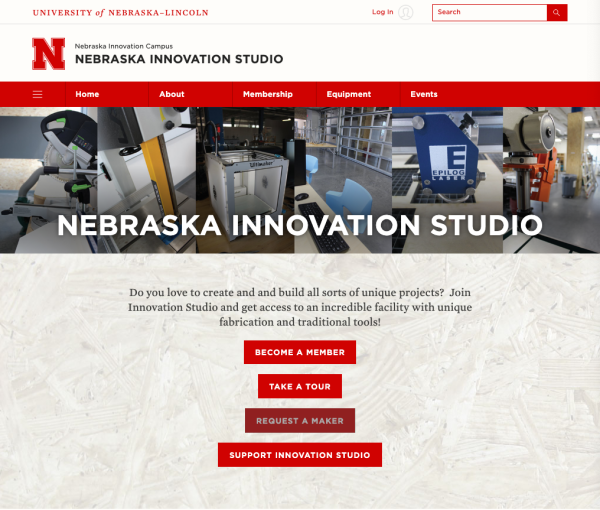 UNIVERSITY of NEBRASKA–LINCOLN
Log In
Search
N
Nebraska Innovation Campus
NEBRASKA INNOVATION STUDIO
Home
About
Membership
Equipment
Events
Ultimaker
E
EPILOG
LASER
NEBRASKA INNOVATION STUDIO
Do you love to create and and build all sorts of unique projects? Join
Innovation Studio and get access to an incredible facility with unique
fabrication and traditional tools!
BECOME A MEMBER
TAKE A TOUR
REQUEST A MAKER
SUPPORT INNOVATION STUDIO